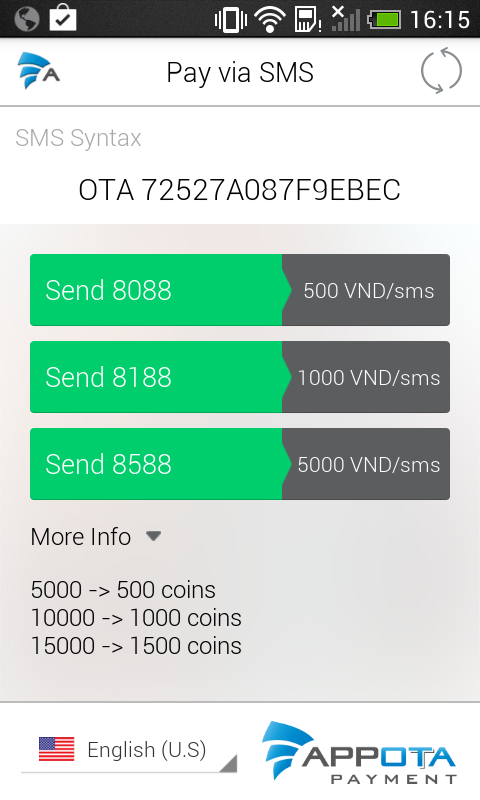 16:15
Pay via SMS
SMS Syntax
OTA 72527A087F9EBEC
Send 8088
500 VND/sms
Send 8188
1000 VND/sms
Send 8588
5000 VND/sms
More Info
5000 -> 500 coins
10000 -> 1000 coins
15000 -> 1500 coins
English (U.S)
APPOTA
PAYMENT